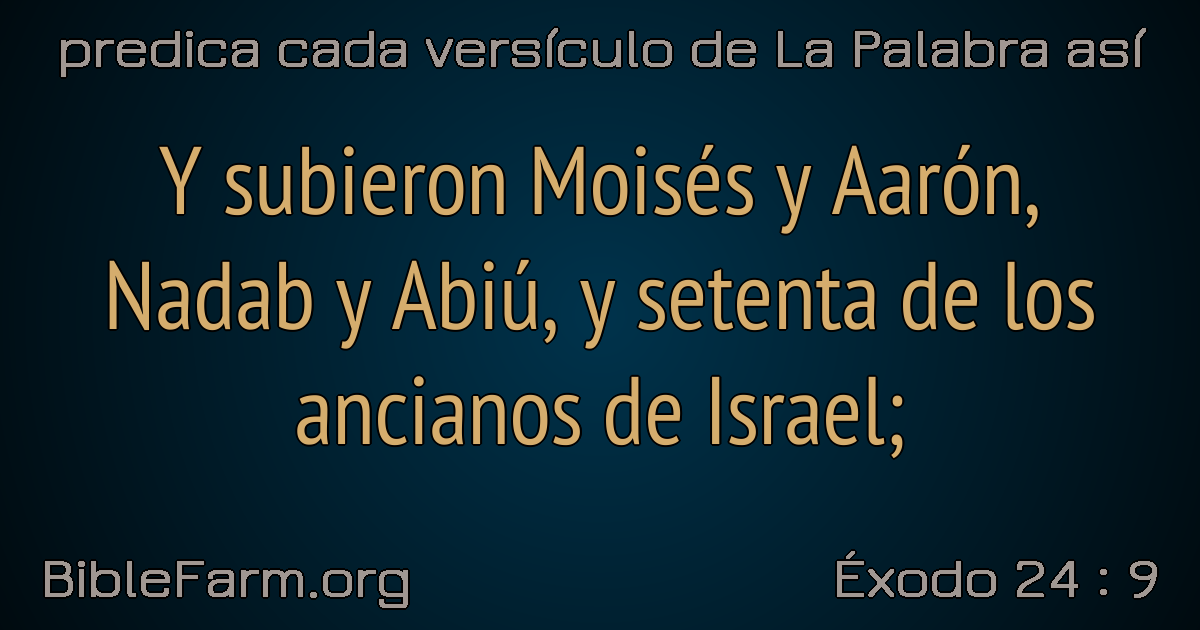 predica cada versículo de La Palabra así
Y subieron Moisés y Aarón,
Nadab y Abiú, y setenta de los
ancianos de Israel;
BibleFarm.org
Éxodo 24 : 9